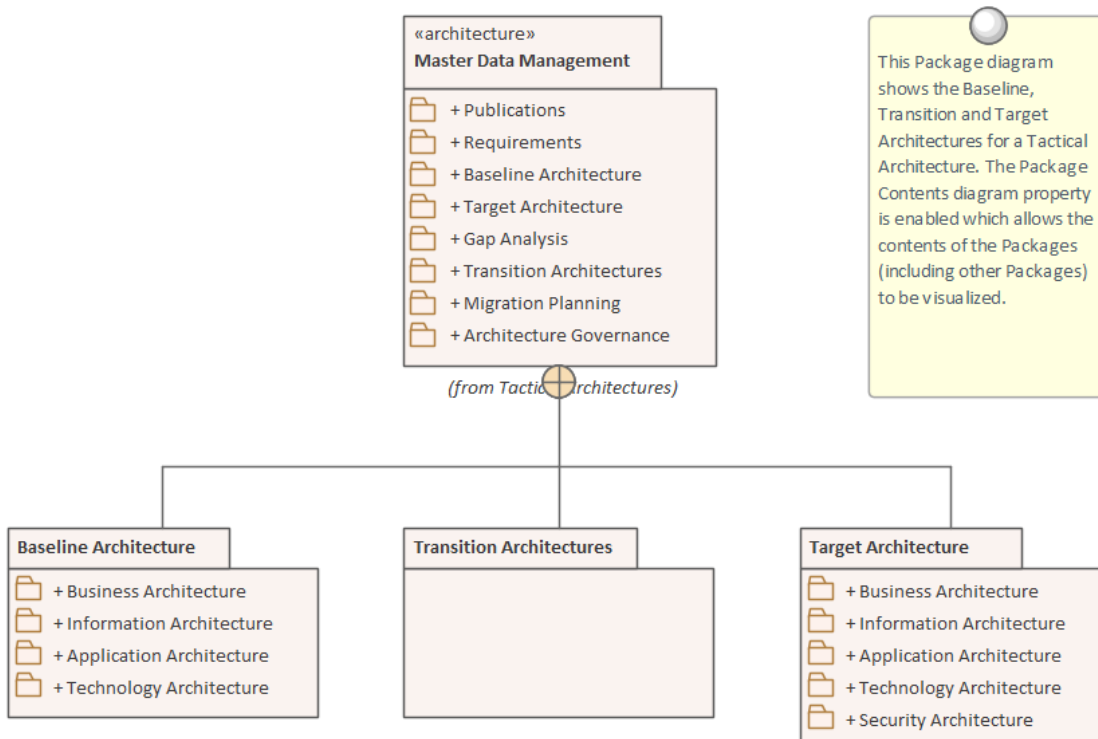 «architecture»
Master Data Management
+ Publications
+ Requirements
+ Baseline Architecture
+ Target Architecture
+ Gap Analysis
+ Transition Architectures
+ Migration Planning
+ Architecture Governance
(from Tactical Architectures)
This Package diagram
shows the Baseline,
Transition and Target
Architectures for a Tactical
Architecture. The Package
Contents diagram property
is enabled which allows the
contents of the Packages
(including other Packages)
to be visualized.
Baseline Architecture
+ Business Architecture
+ Information Architecture
+ Application Architecture
+ Technology Architecture
Transition Architectures
Target Architecture
+ Business Architecture
+ Information Architecture
+ Application Architecture
+ Technology Architecture
+ Security Architecture